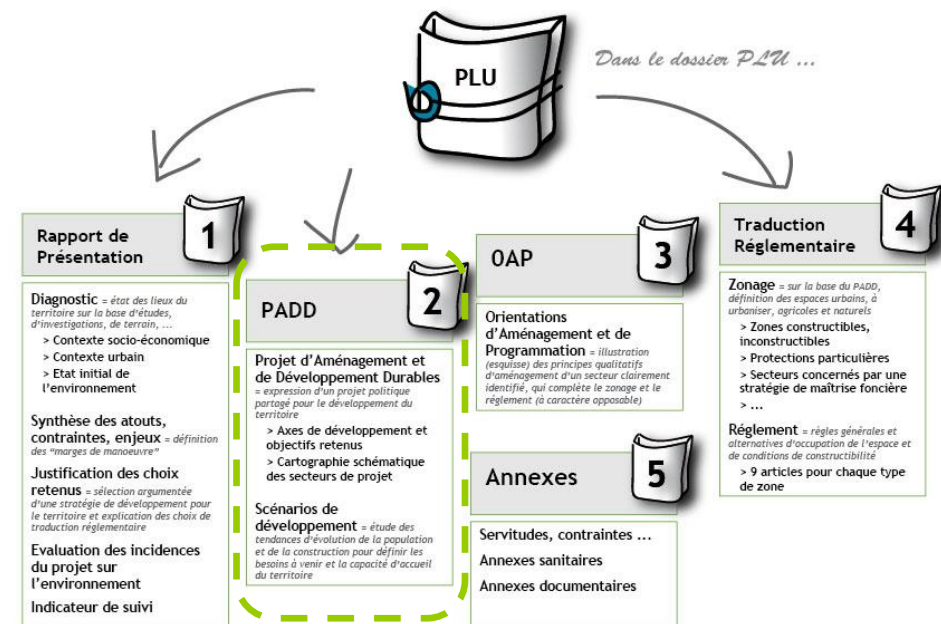 PLU
Dans le dossier PLU ...
Rapport de
Présentation
1
Diagnostic = état des lieux du
territoire sur la base d'études,
d'investigations, de terrain, ...
> Contexte socio-économique
> Contexte urbain
> Etat initial de
l'environnement
Synthèse des atouts,
contraintes, enjeux = définition
des "marges de manoeuvre"
Justification des choix
retenus = sélection argumentée
d'une stratégie de développement pour
le territoire et explication des choix de
traduction réglementaire
Evaluation des incidences
du projet sur
l'environnement
Indicateur de suivi
PADD
2
Projet d'Aménagement et
de Développement Durables
= expression d'un projet politique
partagé pour le développement du
territoire
> Axes de développement et
objectifs retenus
> Cartographie schématique
des secteurs de projet
Scénarios de
développement = étude des
tendances d'évolution de la population
et de la construction pour définir les
besoins à venir et la capacité d'accueil
du territoire
OAP
3
Orientations
d'Aménagement et de
Programmation = illustration
(esquisse) des principes qualitatifs
d'aménagement d'un secteur clairement
identifié, qui complète le zonage et le
réglement (à caractère opposable)
Annexes
5
Servitudes, contraintes ...
Annexes sanitaires
Annexes documentaires
Traduction
Réglementaire
4
Zonage = sur la base du PADD,
définition des espaces urbains, à
urbaniser, agricoles et naturels
> Zones constructibles,
inconstructibles
> Protections particulières
> Secteurs concernés par une
stratégie de maîtrise foncière
> ...
Réglement = règles générales et
alternatives d'occupation de l'espace et
de conditions de constructibilité
> 9 articles pour chaque type
de zone